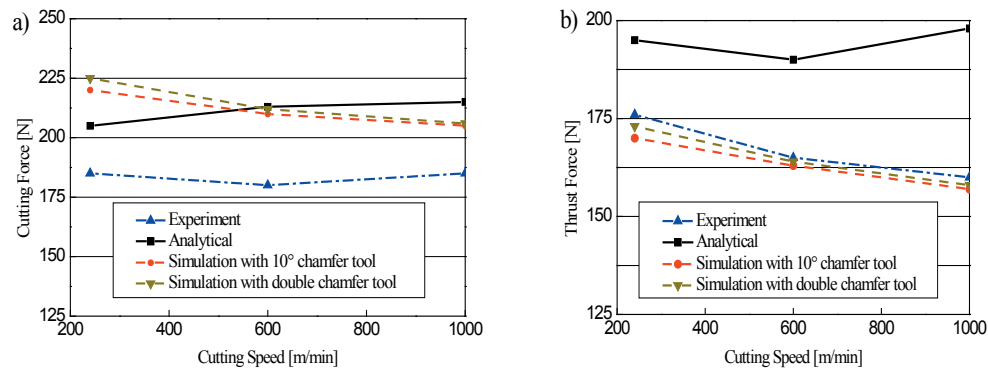 a)
250
225
200
175
250
125
200
400
600
800
1000
Cutting Force [N]
Cutting Speed [m/min]
Experiment
Analytical
Simulation with 10° chamfer tool
Simulation with double chamfer tool
b)
200
175
150
125
200
400
600
800
1000
Thrust Force [N]
Cutting Speed [m/min]
Experiment
Analytical
Simulation with 10° chamfer tool
Simulation with double chamfer tool